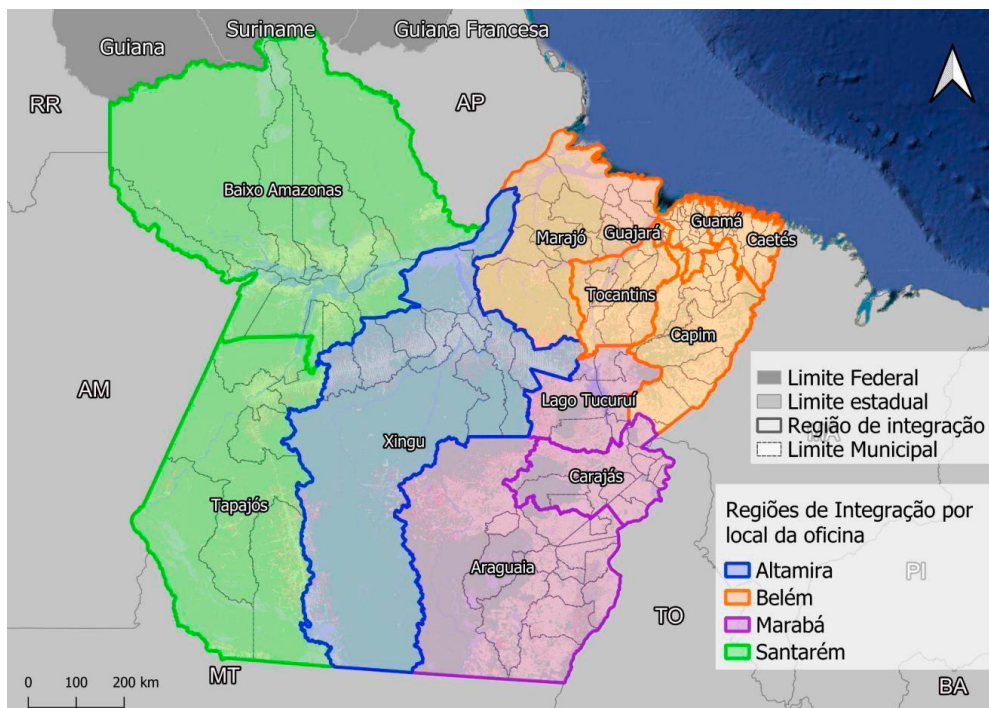 Suriname
Guiana
Guiana Francesa
RR
AP
Baixo Amazonas
Marajó
Guajará
Guamá
Caetés
Tocantins
Capim
AM
Lago Tucuruí
Xingu
Carajás
Tapajós
Araguaia
TO
MT
MA
PI
BA
Limite Federal
Limite estadual
Região de integração
Limite Municipal
Regiões de Integração por
local da oficina
Altamira
Belém
Marabá
Santarém
0 100 200 km